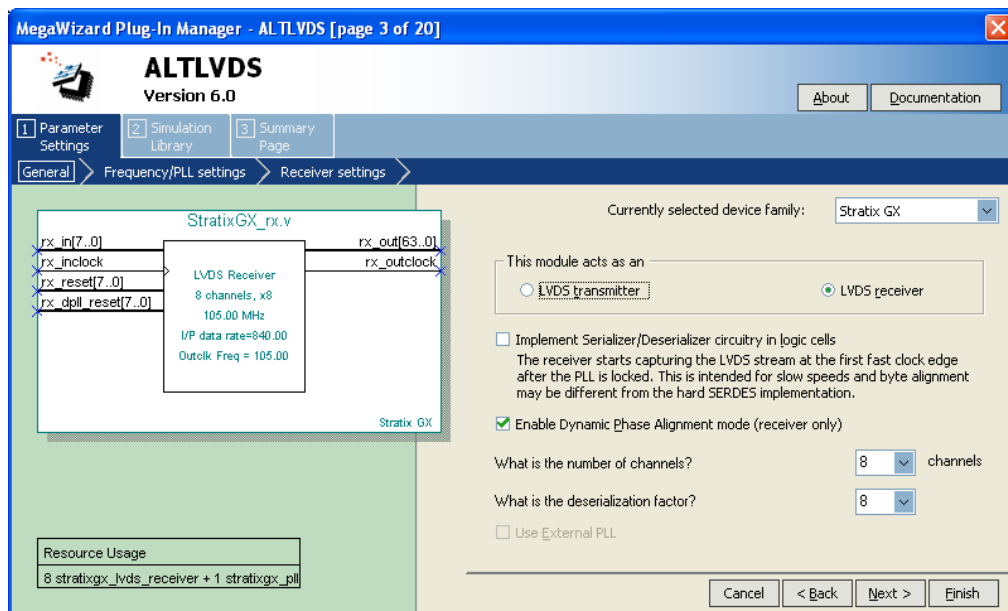 MegaWizard Plug-In Manager - ALTLVDS [page 3 of 20]
ALTLVDS
Version 6.0
About
Documentation
1 Parameter Settings
2 Simulation Library
3 Summary Page
General
Frequency/PLL settings
Receiver settings
StratixGX_rx.v
rx_in[7..0]
rx_inclock
rx_reset[7..0]
rx_dpll_reset[7..0]
rx_out[63..0]
rx_outclock
LVDS Receiver
8 channels, x8
105.00 MHz
I/P data rate=840.00
Outclk Freq = 105.00
Stratix GX
Resource Usage
8 stratixgx_lvds_receiver + 1 stratixgx_pll
Currently selected device family:
Stratix GX
This module acts as an
LVDS transmitter
LVDS receiver
Implement Serializer/Deserializer circuitry in logic cells
The receiver starts capturing the LVDS stream at the first fast clock edge
after the PLL is locked. This is intended for slow speeds and byte alignment
may be different from the hard SERDES implementation.
Enable Dynamic Phase Alignment mode (receiver only)
What is the number of channels?
8
channels
What is the deserialization factor?
8
Use External PLL
Cancel
< Back
Next >
Finish